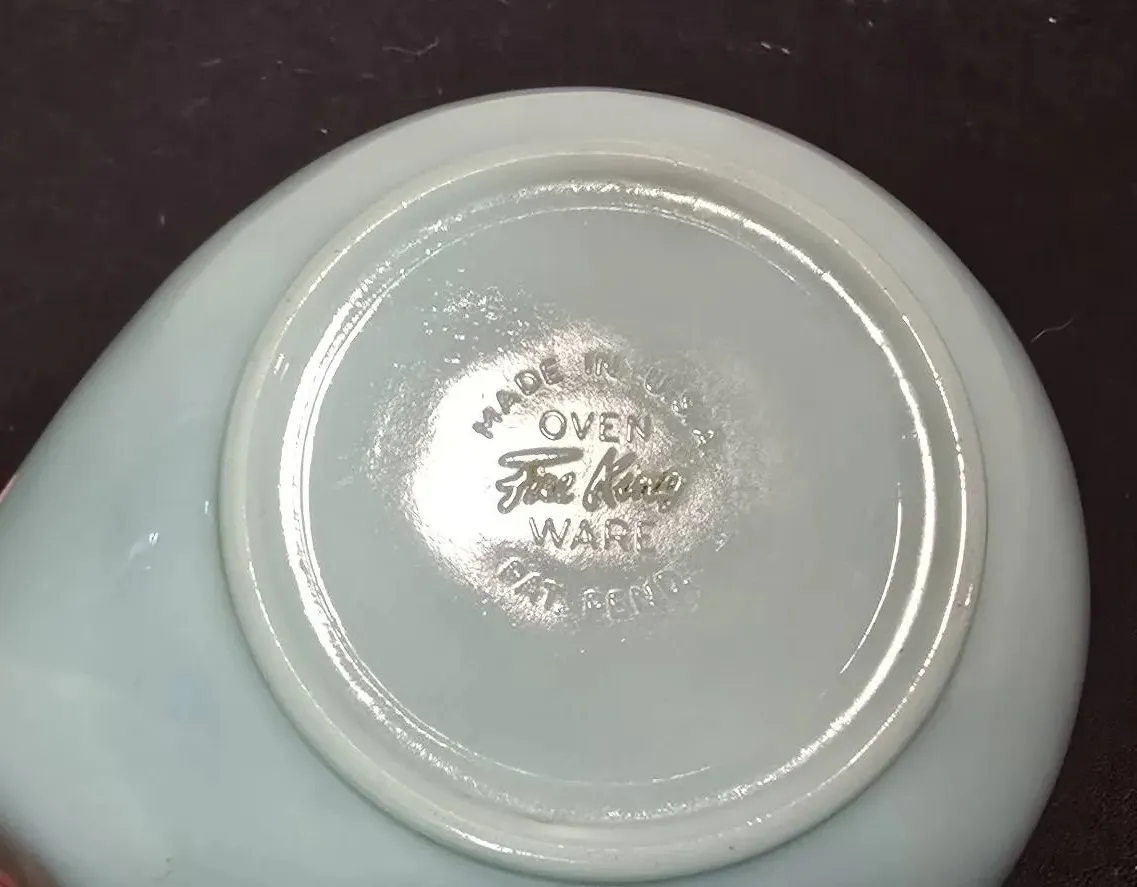 MADE IN U.S.A
OVEN
Fire King
WARE
PAT. PEND.